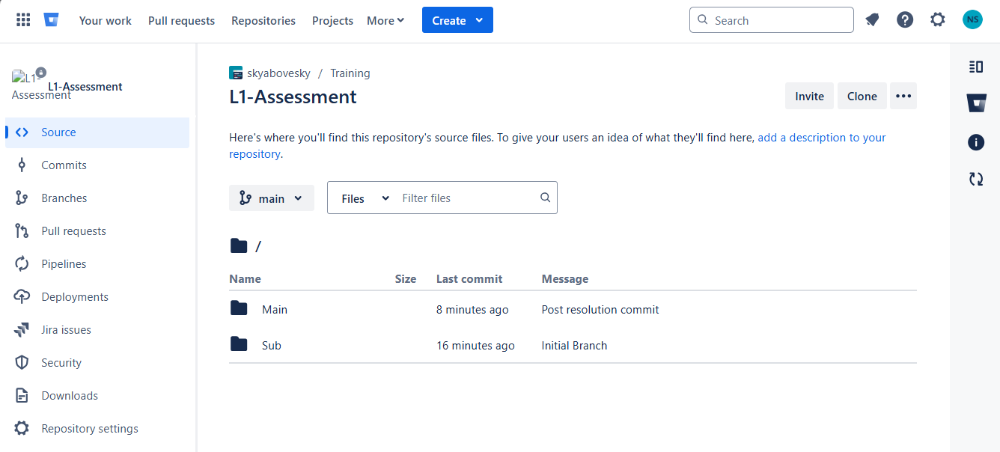 Your work Pull requests Repositories Projects More Create Search NS
L1-
Assessment
L1-Assessment
Source
Commits
Branches
Pull requests
Pipelines
Deployments
Jira issues
Security
Downloads
Repository settings
skyabovesky / Training
L1-Assessment
Invite Clone
Here's where you'll find this repository's source files. To give your users an idea of what they'll find here, add a description to your
repository.
main Files Filter files
/
Name Size Last commit Message
Main 8 minutes ago Post resolution commit
Sub 16 minutes ago Initial Branch